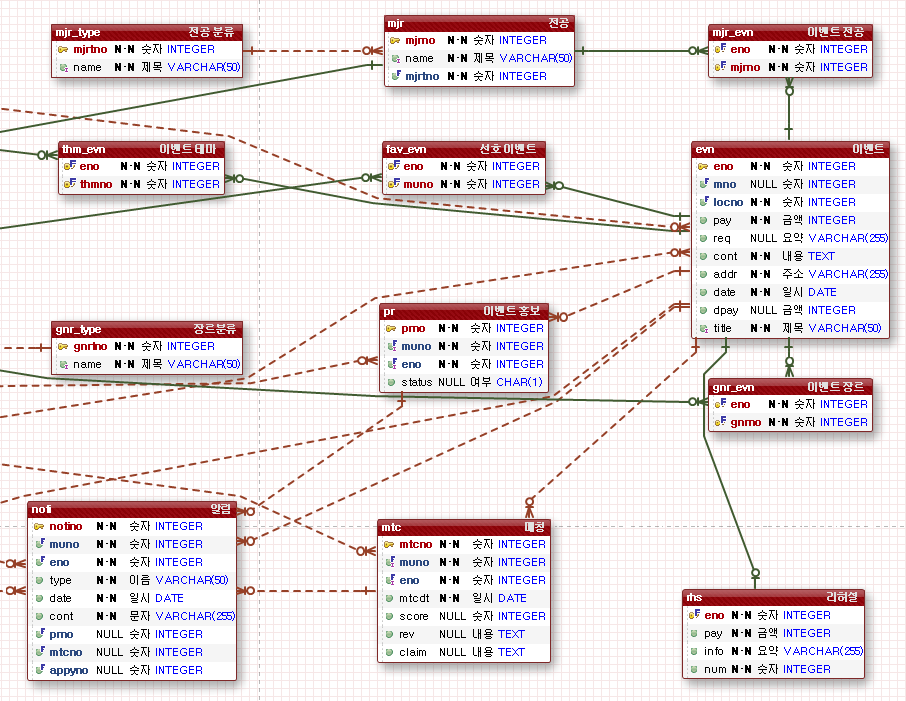 mjr_type 전공분류
mjrtno N-N 숫자 INTEGER
name N-N 제목 VARCHAR(50)
mjr 전공
mjrno N-N 숫자 INTEGER
name N-N 제목 VARCHAR(50)
mjrtno N-N 숫자 INTEGER
mjr_evn 이벤트전공
eno N-N 숫자 INTEGER
mjrno N-N 숫자 INTEGER
thm_evn 이벤트테마
eno N-N 숫자 INTEGER
thmno N-N 숫자 INTEGER
fav_evn 선호이벤트
eno N-N 숫자 INTEGER
muno N-N 숫자 INTEGER
evn 이벤트
eno N-N 숫자 INTEGER
mno NULL 숫자 INTEGER
locno N-N 숫자 INTEGER
pay N-N 금액 INTEGER
req NULL 요약 VARCHAR(255)
cont N-N 내용 TEXT
addr N-N 주소 VARCHAR(255)
date N-N 일시 DATE
dpay NULL 금액 INTEGER
title N-N 제목 VARCHAR(50)
gnr_type 장르분류
gnrtno N-N 숫자 INTEGER
name N-N 제목 VARCHAR(50)
pr 이벤트홍보
prno N-N 숫자 INTEGER
muno N-N 숫자 INTEGER
eno N-N 숫자 INTEGER
status NULL 여부 CHAR(1)
gnr_evn 이벤트장르
eno N-N 숫자 INTEGER
gnrno N-N 숫자 INTEGER
noti 알림
notino N-N 숫자 INTEGER
muno N-N 숫자 INTEGER
eno N-N 숫자 INTEGER
type N-N 이름 VARCHAR(50)
date N-N 일시 DATE
cont N-N 문자 VARCHAR(255)
prno NULL 숫자 INTEGER
mtcno NULL 숫자 INTEGER
appyno NULL 숫자 INTEGER
mtc 매칭
mtcno N-N 숫자 INTEGER
muno N-N 숫자 INTEGER
eno N-N 숫자 INTEGER
mtcdt N-N 일시 DATE
score NULL 숫자 INTEGER
rev NULL 내용 TEXT
claim NULL 내용 TEXT
rhs 리허설
eno N-N 숫자 INTEGER
pay N-N 금액 INTEGER
info N-N 요약 VARCHAR(255)
num N-N 숫자 INTEGER